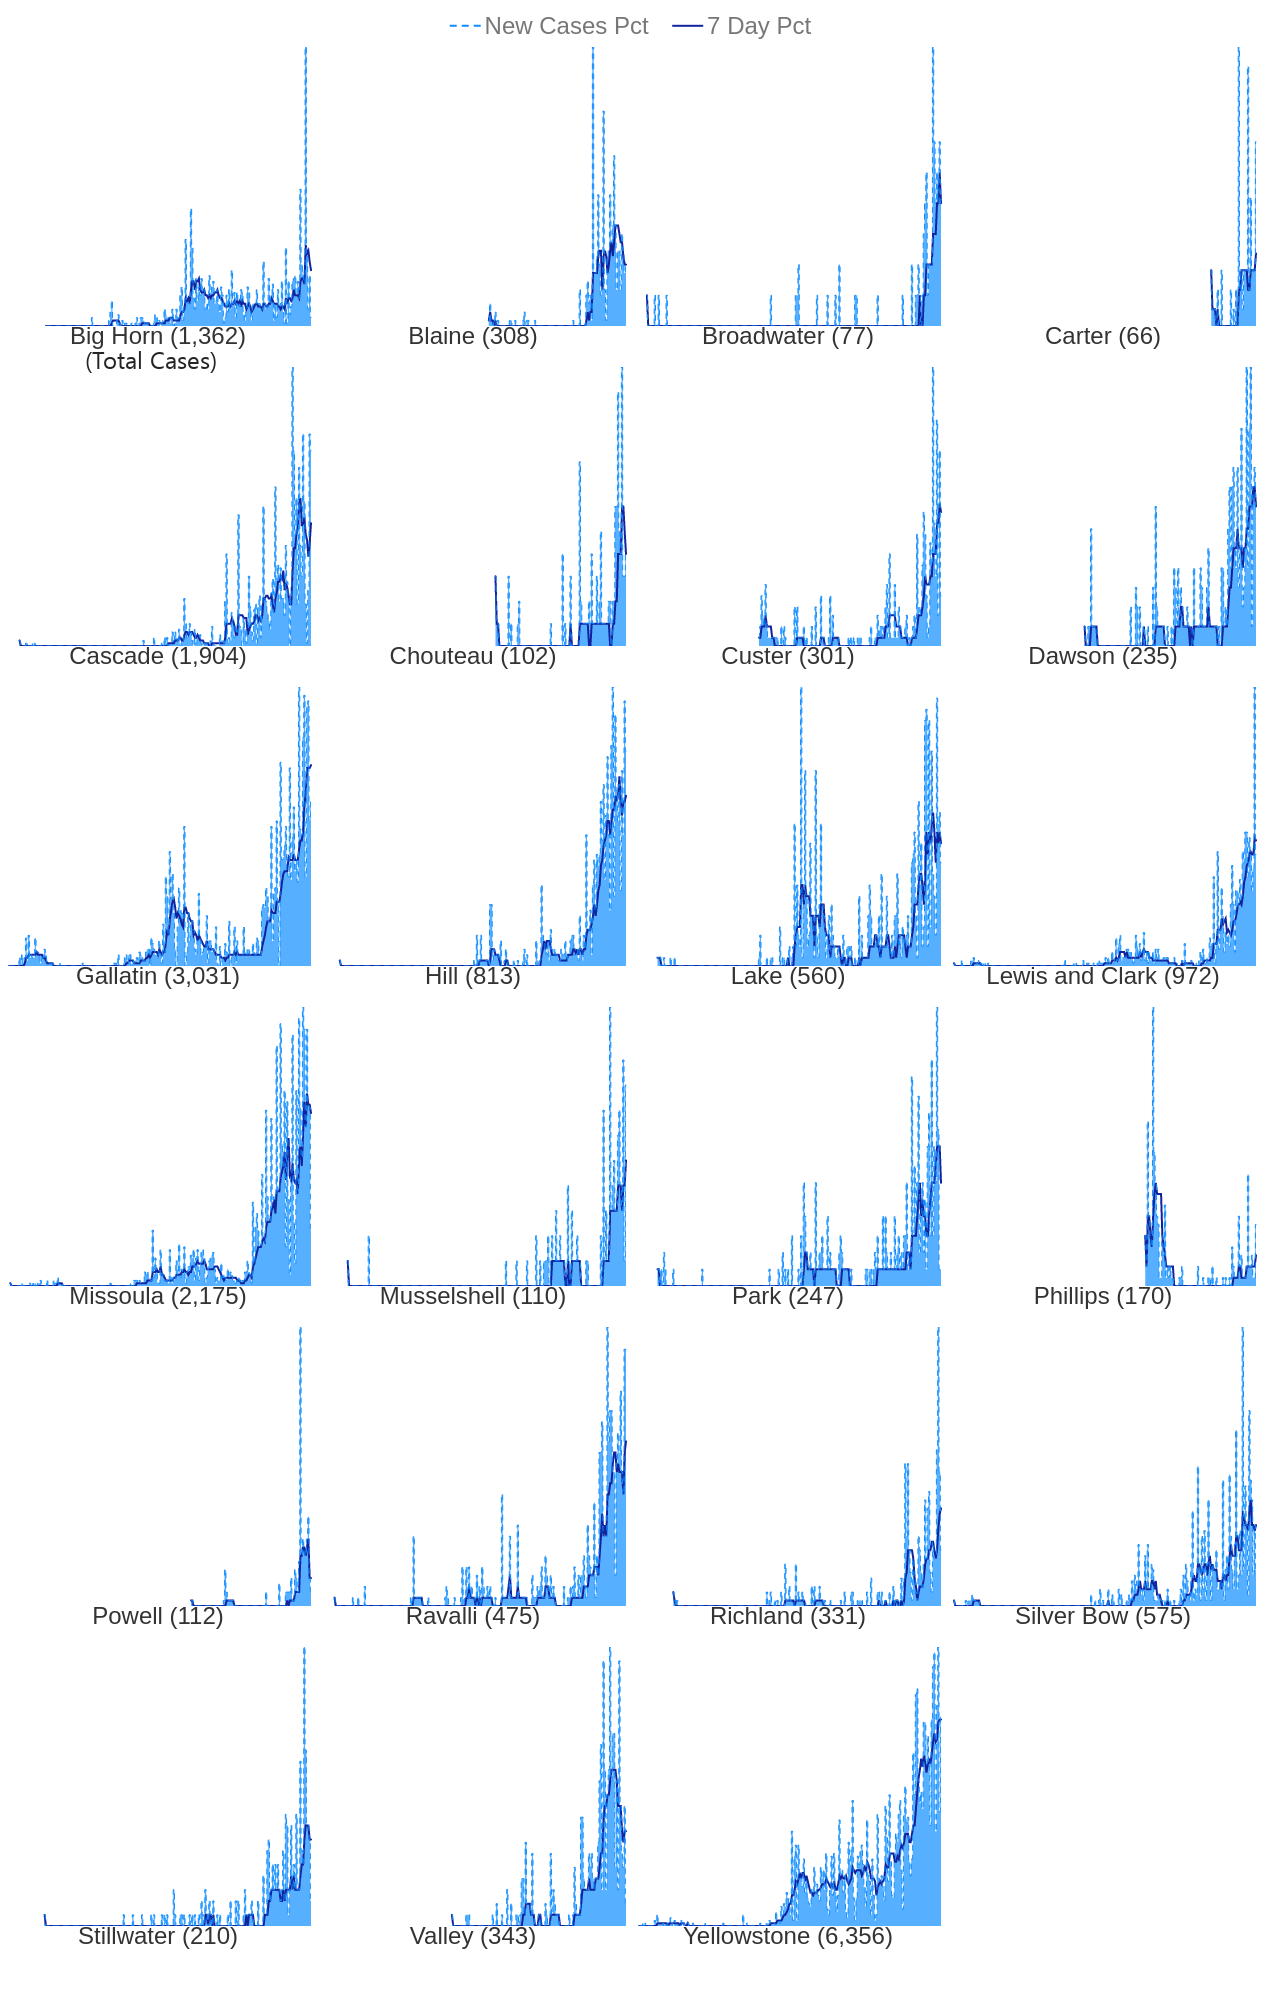 New Cases Pct 7 Day Pct
Big Horn (1,362) Blaine (308) Broadwater (77) Carter (66)
(Total Cases)
Cascade (1,904) Chouteau (102) Custer (301) Dawson (235)
Gallatin (3,031) Hill (813) Lake (560) Lewis and Clark (972)
Missoula (2,175) Musselshell (110) Park (247) Phillips (170)
Powell (112) Ravalli (475) Richland (331) Silver Bow (575)
Stillwater (210) Valley (343) Yellowstone (6,356)